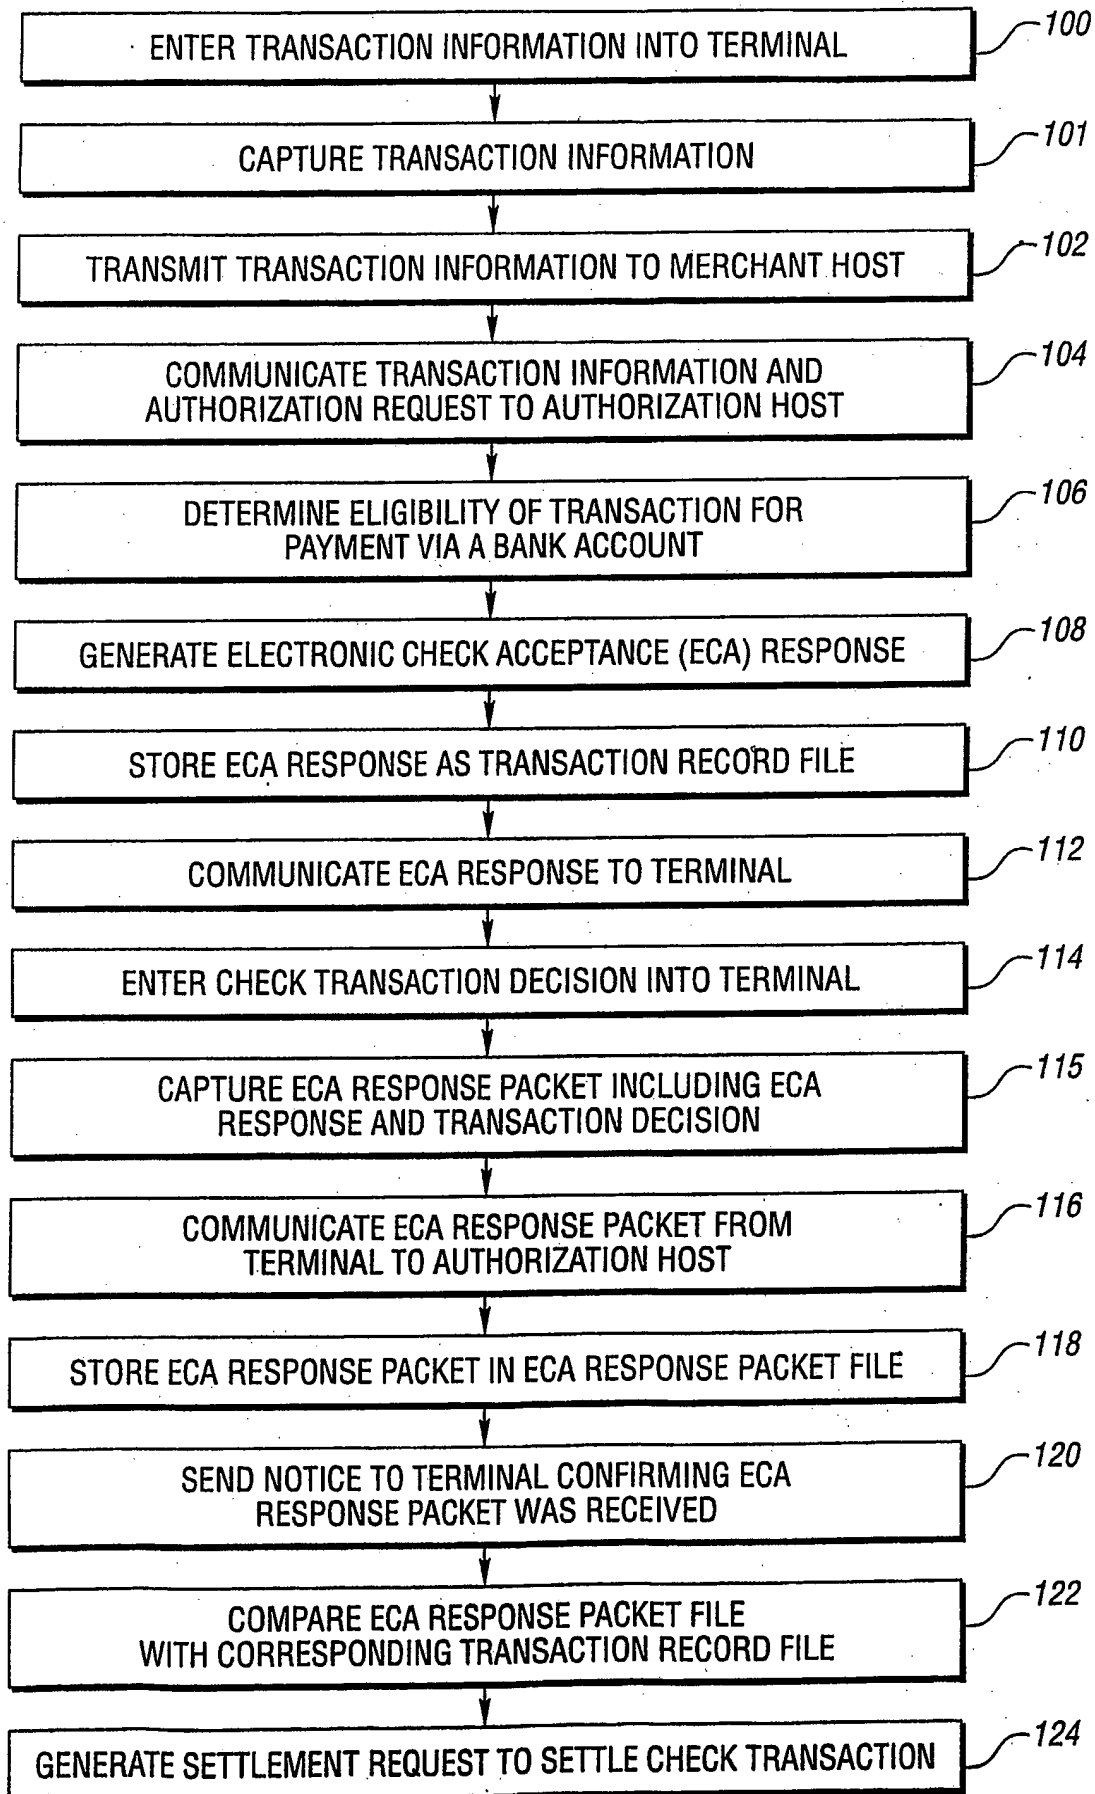 ENTER TRANSACTION INFORMATION INTO TERMINAL
100
CAPTURE TRANSACTION INFORMATION
101
TRANSMIT TRANSACTION INFORMATION TO MERCHANT HOST
102
COMMUNICATE TRANSACTION INFORMATION AND
AUTHORIZATION REQUEST TO AUTHORIZATION HOST
104
DETERMINE ELIGIBILITY OF TRANSACTION FOR
PAYMENT VIA A BANK ACCOUNT
106
GENERATE ELECTRONIC CHECK ACCEPTANCE (ECA) RESPONSE
108
STORE ECA RESPONSE AS TRANSACTION RECORD FILE
110
COMMUNICATE ECA RESPONSE TO TERMINAL
112
ENTER CHECK TRANSACTION DECISION INTO TERMINAL
114
CAPTURE ECA RESPONSE PACKET INCLUDING ECA
RESPONSE AND TRANSACTION DECISION
115
COMMUNICATE ECA RESPONSE PACKET FROM
TERMINAL TO AUTHORIZATION HOST
116
STORE ECA RESPONSE PACKET IN ECA RESPONSE PACKET FILE
118
SEND NOTICE TO TERMINAL CONFIRMING ECA
RESPONSE PACKET WAS RECEIVED
120
COMPARE ECA RESPONSE PACKET FILE
WITH CORRESPONDING TRANSACTION RECORD FILE
122
GENERATE SETTLEMENT REQUEST TO SETTLE CHECK TRANSACTION
124